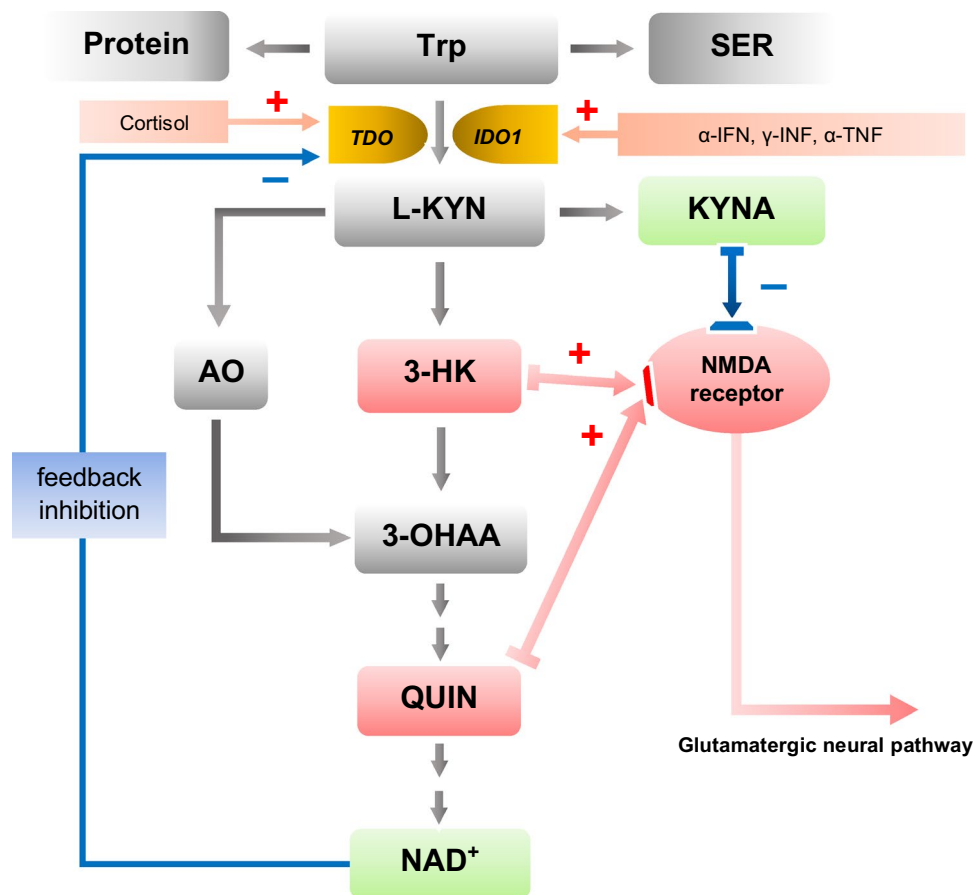 Protein
Trp
SER
+
+
Cortisol
TDO
IDO1
α-IFN, γ-INF, α-TNF
−
L-KYN
KYNA
−
AO
3-HK
+
NMDA
receptor
+
feedback
inhibition
3-OHAA
QUIN
Glutamatergic neural pathway
NAD⁺